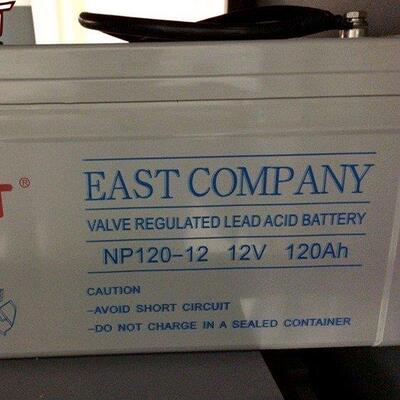 T
T®
EAST COMPANY
VALVE REGULATED LEAD ACID BATTERY
NP120-12 12V 120Ah
CAUTION
-AVOID SHORT CIRCUIT
-DO NOT CHARGE IN A SEALED CONTAINER